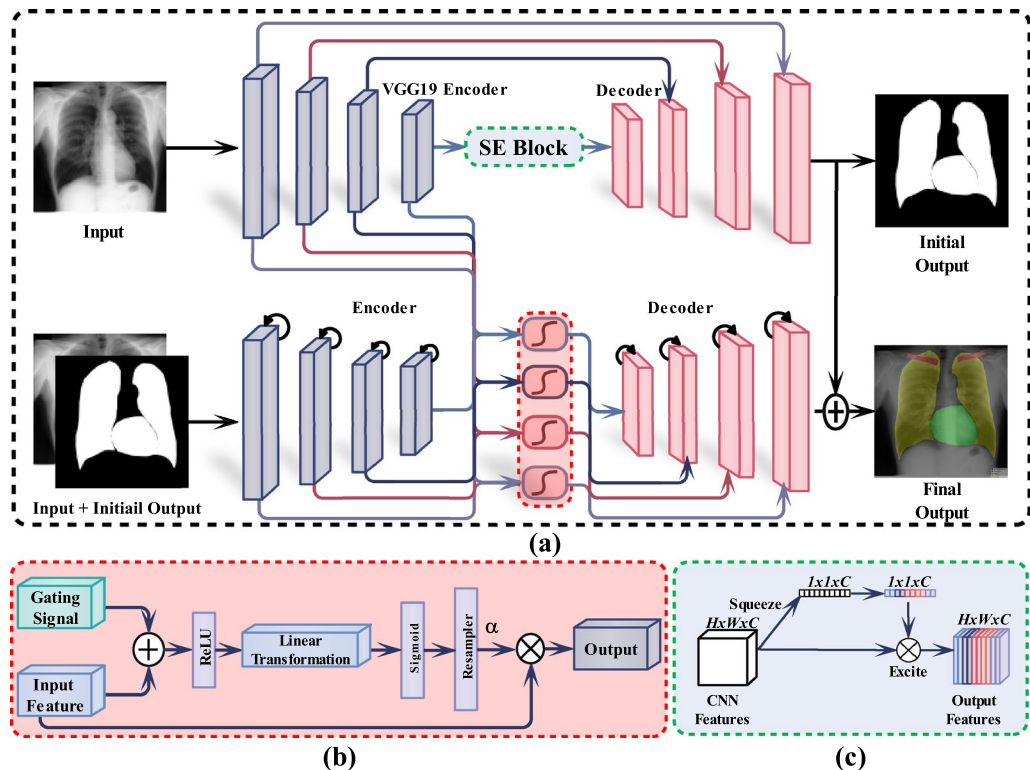 VGG19 Encoder
Decoder
SE Block
Input
Initial
Output
Encoder
Decoder
Input + Initiail Output
Final
Output
(a)
Gating
Signal
Input
Feature
ReLU
Linear
Transformation
Sigmoid
Resampler
α
Output
(b)
1x1xC
1x1xC
Squeeze
HxWxC
HxWxC
Excite
CNN
Features
Output
Features
(c)